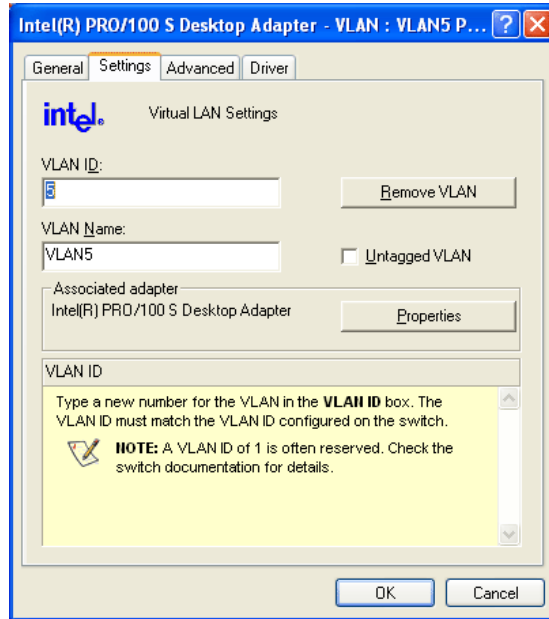 Intel(R) PRO/100 S Desktop Adapter - VLAN : VLAN5 P...
General Settings Advanced Driver
intel. Virtual LAN Settings
VLAN ID:
5
Remove VLAN
VLAN Name:
VLAN5
Untagged VLAN
Associated adapter
Intel(R) PRO/100 S Desktop Adapter
Properties
VLAN ID
Type a new number for the VLAN in the VLAN ID box. The
VLAN ID must match the VLAN ID configured on the switch.
NOTE: A VLAN ID of 1 is often reserved. Check the
switch documentation for details.
OK Cancel